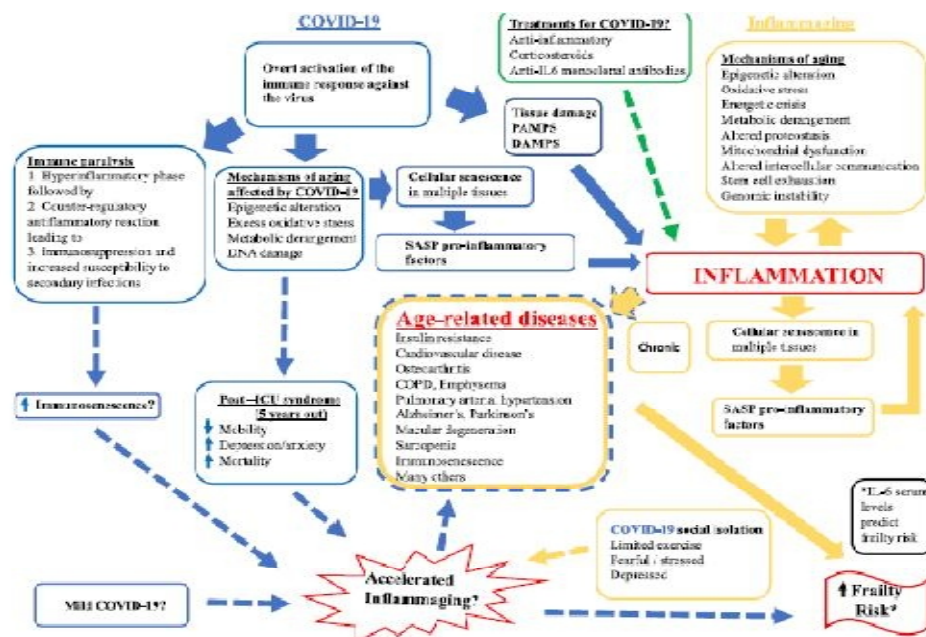 COVID-19
Inflammaging
Overt activation of the
immune response against
the virus
Treatments for COVID-19?
Anti-inflammatory
Corticosteroids
Anti-IL6 monoclonal antibodies
Mechanisms of aging
Epigenetic alteration
Oxidative stress
Energetic crisis
Metabolic derangement
Altered proteostasis
Mitochondrial dysfunction
Altered intercellular communication
Stem cell exhaustion
Genomic instability
Tissue damage
PAMPS
DAMPS
Immune paralysis
1. Hyperinflammatory phase
followed by
2. Counter-regulatory
antiflammatory reaction
leading to
3. Immunosuppression and
increased susceptibility to
secondary infections
Mechanisms of aging
affected by COVID-19
Epigenetic alteration
Excess oxidative stress
Metabolic derangement
DNA damage
Cellular senescence
in multiple tissues
SASP pro-inflammatory
factors
INFLAMMATION
Age-related diseases
Insulin resistance
Cardiovascular disease
Osteoarthritis
COPD, Emphysema
Pulmonary arterial hypertension
Alzheimer's, Parkinson's
Macular degeneration
Sarcopenia
Immunosenescence
Many others
Chronic
Cellular senescence in
multiple tissues
SASP pro-inflammatory
factors
Immunosenescence?
Post-ICU syndrome
(5 years out)
Mobility
Depression/anxiety
Mortality
*IL-6 serum
levels
predict
frailty risk
COVID-19 social isolation
Limited exercise
Fearful / stressed
Depressed
Mild COVID-19?
Accelerated
Inflammaging?
Frailty
Risk*